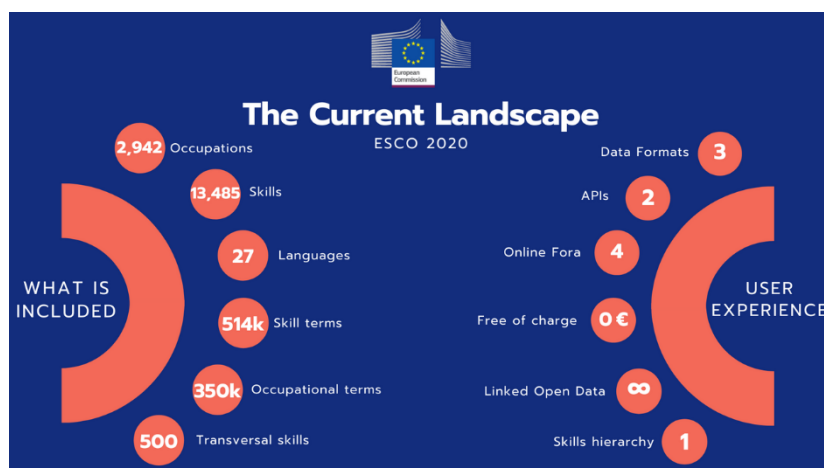 European
Commission
The Current Landscape
ESCO 2020
WHAT IS
INCLUDED
2,942 Occupations
13,485 Skills
27 Languages
514k Skill terms
350k Occupational terms
500 Transversal skills
Data Formats 3
APIs 2
Online Fora 4
Free of charge 0 €
Linked Open Data ∞
Skills hierarchy 1
USER
EXPERIENCE